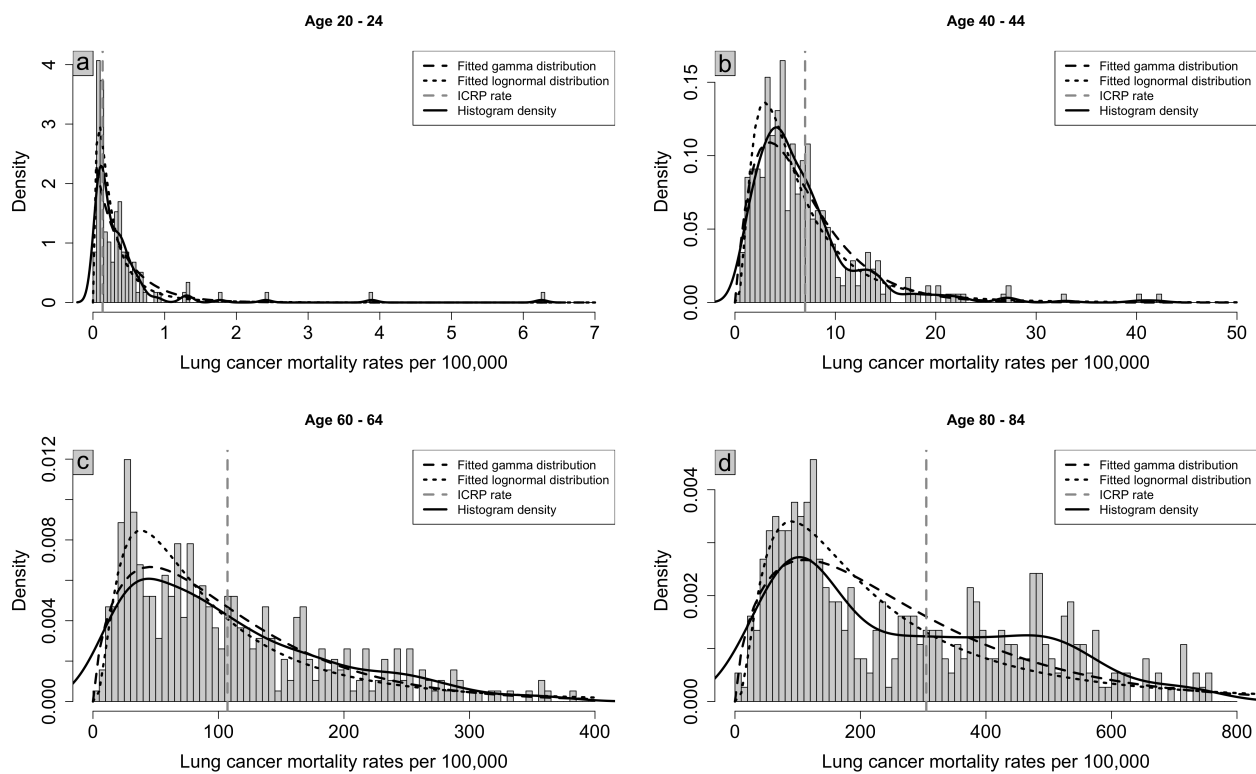 Age 20 - 24
a
Fitted gamma distribution
Fitted lognormal distribution
ICRP rate
Histogram density
Density
4
3
2
1
0
0 1 2 3 4 5 6 7
Lung cancer mortality rates per 100,000
Age 40 - 44
b
Fitted gamma distribution
Fitted lognormal distribution
ICRP rate
Histogram density
Density
0.15
0.10
0.05
0.00
0 10 20 30 40 50
Lung cancer mortality rates per 100,000
Age 60 - 64
c
Fitted gamma distribution
Fitted lognormal distribution
ICRP rate
Histogram density
Density
0.012
0.008
0.004
0.000
0 100 200 300 400
Lung cancer mortality rates per 100,000
Age 80 - 84
d
Fitted gamma distribution
Fitted lognormal distribution
ICRP rate
Histogram density
Density
0.004
0.002
0.000
0 200 400 600 800
Lung cancer mortality rates per 100,000